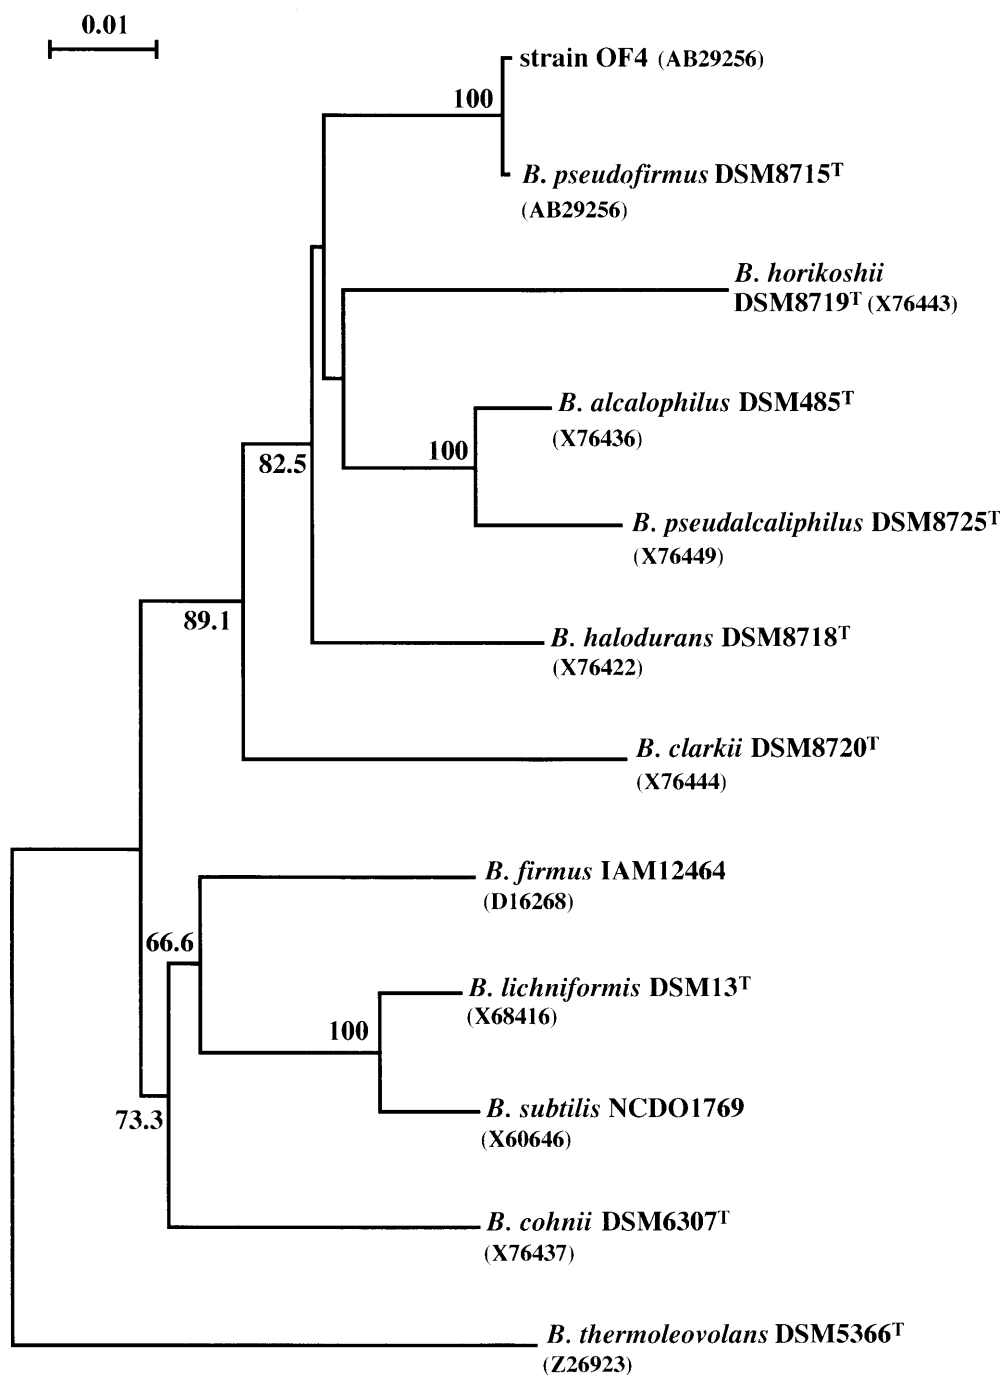 0.01
strain OF4 (AB29256)
100
B. pseudofirmus DSM8715T
(AB29256)
B. horikoshii
DSM8719T (X76443)
B. alcalophilus DSM485T
(X76436)
100
82.5
B. pseudalcaliphilus DSM8725T
(X76449)
89.1
B. halodurans DSM8718T
(X76422)
B. clarkii DSM8720T
(X76444)
B. firmus IAM12464
(D16268)
66.6
B. lichniformis DSM13T
(X68416)
100
B. subtilis NCDO1769
(X60646)
73.3
B. cohnii DSM6307T
(X76437)
B. thermoleovolans DSM5366T
(Z26923)